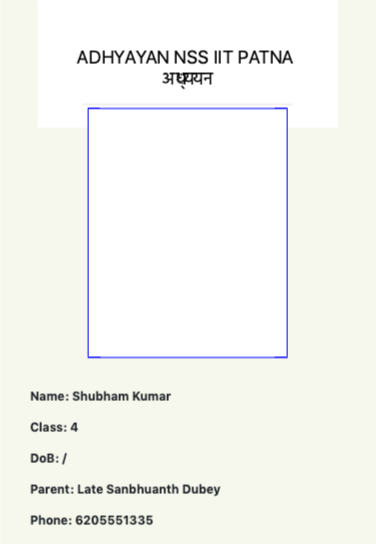 ADHYAYAN NSS IIT PATNA
अध्ययन
Name: Shubham Kumar
Class: 4
DoB: /
Parent: Late Sanbhuanth Dubey
Phone: 6205551335